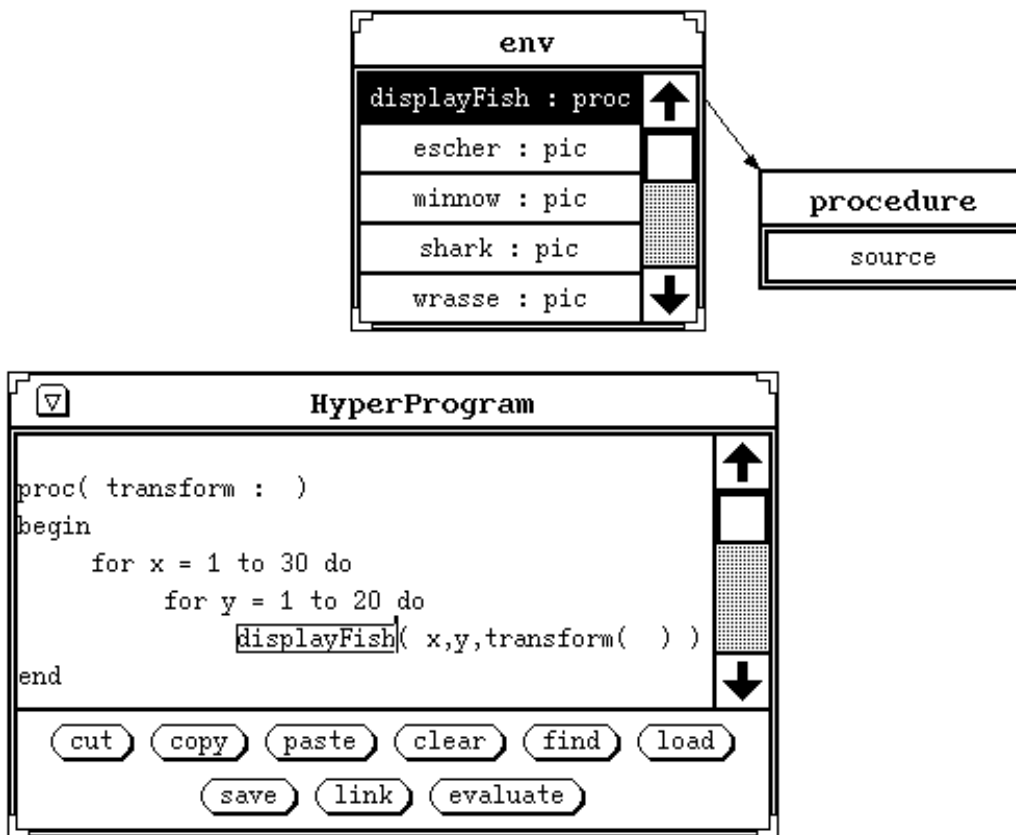 env
displayFish : proc
escher : pic
minnow : pic
shark : pic
wrasse : pic
procedure
source
HyperProgram
proc( transform :  )
begin
for x = 1 to 30 do
for y = 1 to 20 do
displayFish( x,y,transform(  ) )
end
cut copy paste clear find load
save link evaluate